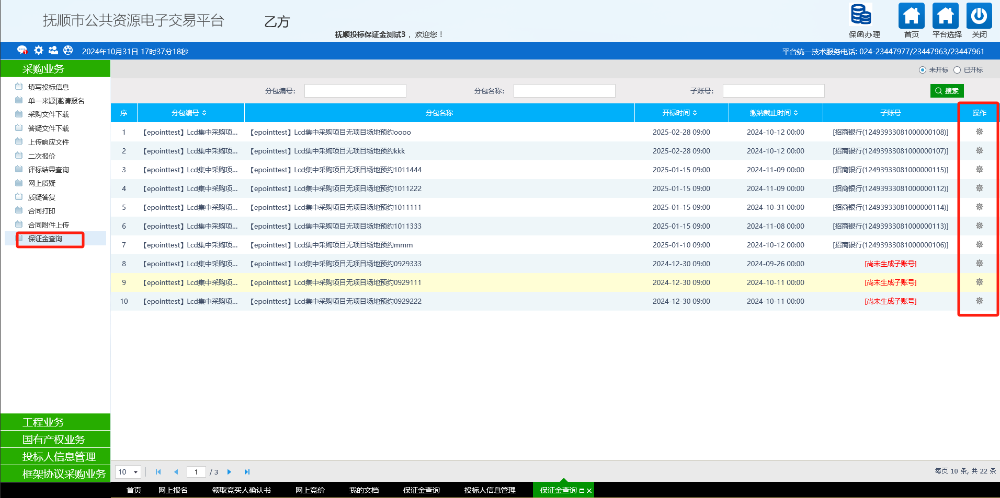 抚顺市公共资源电子交易平台
乙方
抚顺投标保证金测试3 ，欢迎您！
保函办理
首页
平台选择
关闭
2024年10月31日 17时37分18秒
平台统一技术服务电话: 024-23447977/23447963/23447961
采购业务
填写投标信息
单一来源|邀请报名
采购文件下载
答疑文件下载
上传响应文件
二次报价
评标结果查询
网上质疑
质疑答复
合同打印
合同附件上传
保证金查询
工程业务
国有产权业务
投标人信息管理
框架协议采购业务
未开标 已开标
分包编号: 分包名称: 子账号: 搜索
序 分包编号 分包名称 开标时间 缴纳截止时间 子账号 操作
1 【epointtest】Lcd集中采购项... 【epointtest】Lcd集中采购项目无项目场地预约oooo 2025-02-28 09:00 2024-10-12 00:00 [招商银行(12493933081000000108)]
2 【epointtest】Lcd集中采购项... 【epointtest】Lcd集中采购项目无项目场地预约kkk 2025-02-28 09:00 2024-10-12 00:00 [招商银行(12493933081000000107)]
3 【epointtest】Lcd集中采购项... 【epointtest】Lcd集中采购项目无项目场地预约1011444 2025-01-15 09:00 2024-11-09 00:00 [招商银行(12493933081000000115)]
4 【epointtest】Lcd集中采购项... 【epointtest】Lcd集中采购项目无项目场地预约1011222 2025-01-15 09:00 2024-11-09 00:00 [招商银行(12493933081000000112)]
5 【epointtest】Lcd集中采购项... 【epointtest】Lcd集中采购项目无项目场地预约1011111 2025-01-15 09:00 2024-10-31 00:00 [招商银行(12493933081000000114)]
6 【epointtest】Lcd集中采购项... 【epointtest】Lcd集中采购项目无项目场地预约1011333 2025-01-15 09:00 2024-11-08 00:00 [招商银行(12493933081000000113)]
7 【epointtest】Lcd集中采购项... 【epointtest】Lcd集中采购项目无项目场地预约mmm 2025-01-10 09:00 2024-10-12 00:00 [招商银行(12493933081000000106)]
8 【epointtest】Lcd集中采购项... 【epointtest】Lcd集中采购项目无项目场地预约0929333 2024-12-30 09:00 2024-09-26 00:00 [尚未生成子账号]
9 【epointtest】Lcd集中采购项... 【epointtest】Lcd集中采购项目无项目场地预约0929111 2024-12-30 09:00 2024-10-11 00:00 [尚未生成子账号]
10 【epointtest】Lcd集中采购项... 【epointtest】Lcd集中采购项目无项目场地预约0929222 2024-12-30 09:00 2024-10-11 00:00 [尚未生成子账号]
10 1 / 3 每页 10 条, 共 22 条
首页 网上报名 领取竞买人确认书 网上竞价 我的文档 保证金查询 投标人信息管理 保证金查询